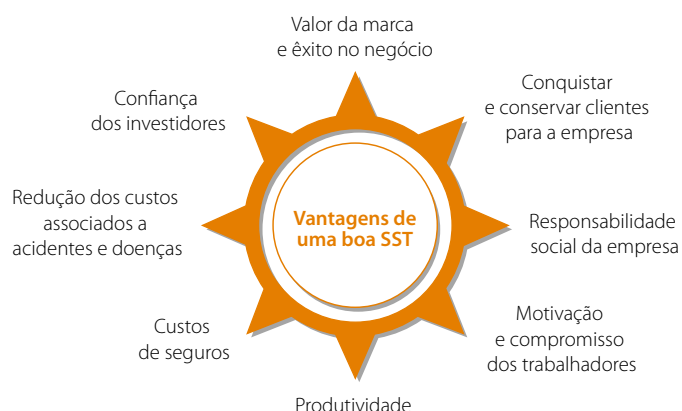 Valor da marca
e êxito no negócio
Conquistar
e conservar clientes
para a empresa
Responsabilidade
social da empresa
Motivação
e compromisso
dos trabalhadores
Produtividade
Custos
de seguros
Redução dos custos
associados a
acidentes e doenças
Confiança
dos investidores
Vantagens de
uma boa SST